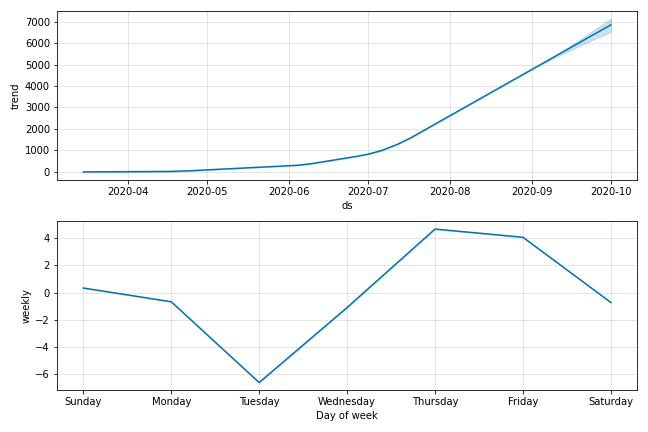 7000
6000
5000
4000
3000
2000
1000
0
trend
2020-04 2020-05 2020-06 2020-07 2020-08 2020-09 2020-10
ds
4
2
0
−2
−4
−6
weekly
Sunday Monday Tuesday Wednesday Thursday Friday Saturday
Day of week